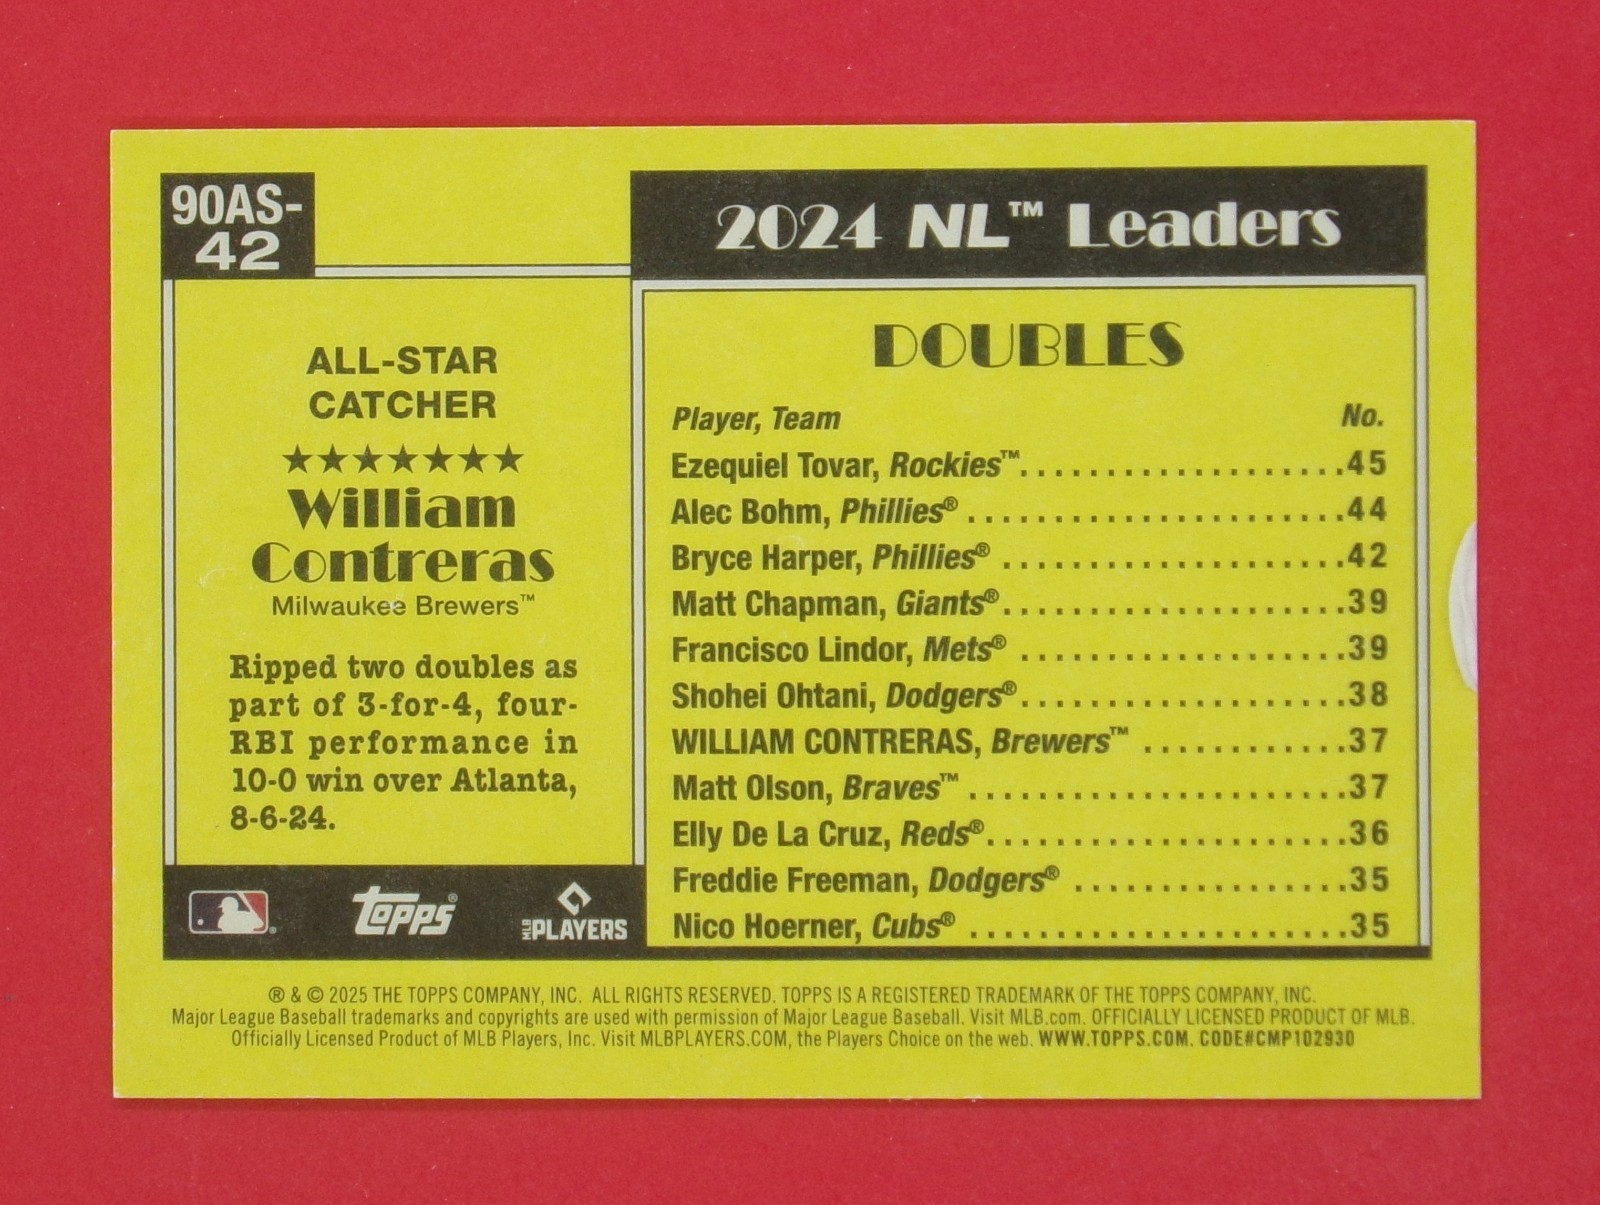 90AS-
42
2024 NL™ Leaders
ALL-STAR
CATCHER
★★★★★★★
William
Contreras
Milwaukee Brewers™
Ripped two doubles as
part of 3-for-4, four-
RBI performance in
10-0 win over Atlanta,
8-6-24.
DOUBLES
Player, Team No.
Ezequiel Tovar, Rockies™....................45
Alec Bohm, Phillies® ......................44
Bryce Harper, Phillies® ....................42
Matt Chapman, Giants®....................39
Francisco Lindor, Mets® ...................39
Shohei Ohtani, Dodgers®...................38
WILLIAM CONTRERAS, Brewers™ ............37
Matt Olson, Braves™ ......................37
Elly De La Cruz, Reds®.....................36
Freddie Freeman, Dodgers® ................35
Nico Hoerner, Cubs® ......................35
Topps®
MLB PLAYERS
® & © 2025 THE TOPPS COMPANY, INC. ALL RIGHTS RESERVED. TOPPS IS A REGISTERED TRADEMARK OF THE TOPPS COMPANY, INC.
Major League Baseball trademarks and copyrights are used with permission of Major League Baseball. Visit MLB.com. OFFICIALLY LICENSED PRODUCT OF MLB.
Officially Licensed Product of MLB Players, Inc. Visit MLBPLAYERS.COM, the Players Choice on the web. WWW.TOPPS.COM. CODE#CMP102930